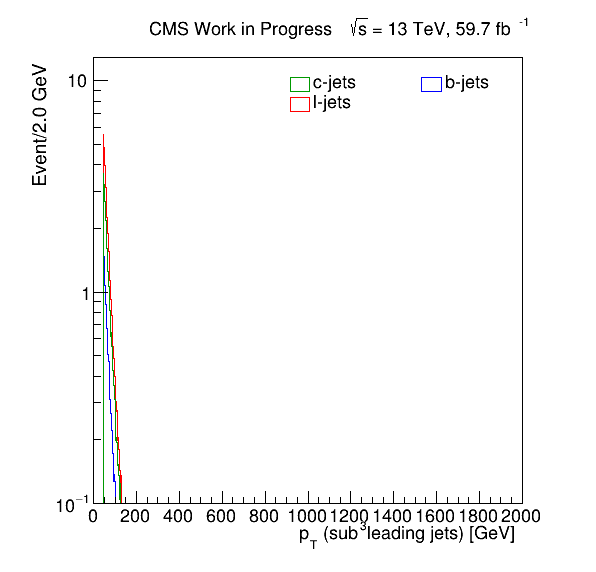 CMS Work in Progress √s = 13 TeV, 59.7 fb ⁻¹
Event/2.0 GeV
c-jets b-jets
l-jets
10
1
10⁻¹
0 200 400 600 800 1000 1200 1400 1600 1800 2000
p_T (sub³leading jets) [GeV]